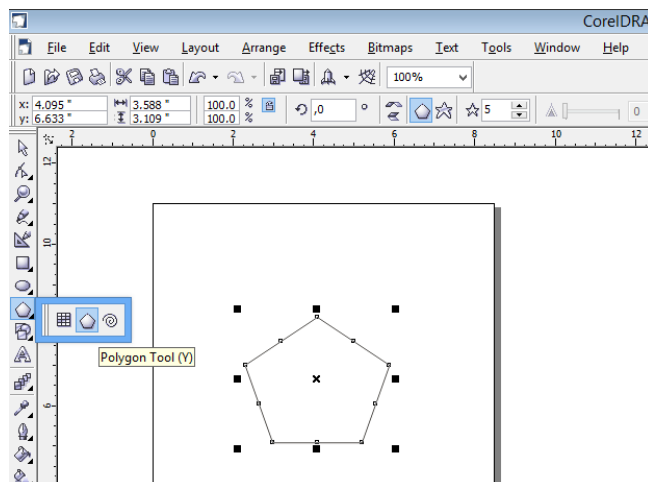 CorelDRA
File Edit View Layout Arrange Effects Bitmaps Text Tools Window Help
100%
x: 4.095 " 3.588 " 100.0 % ,0 ° 5 0
y: 6.633 " 3.109 " 100.0 %
2 0 2 4 6 8 10 12
12
10
Polygon Tool (Y)
6